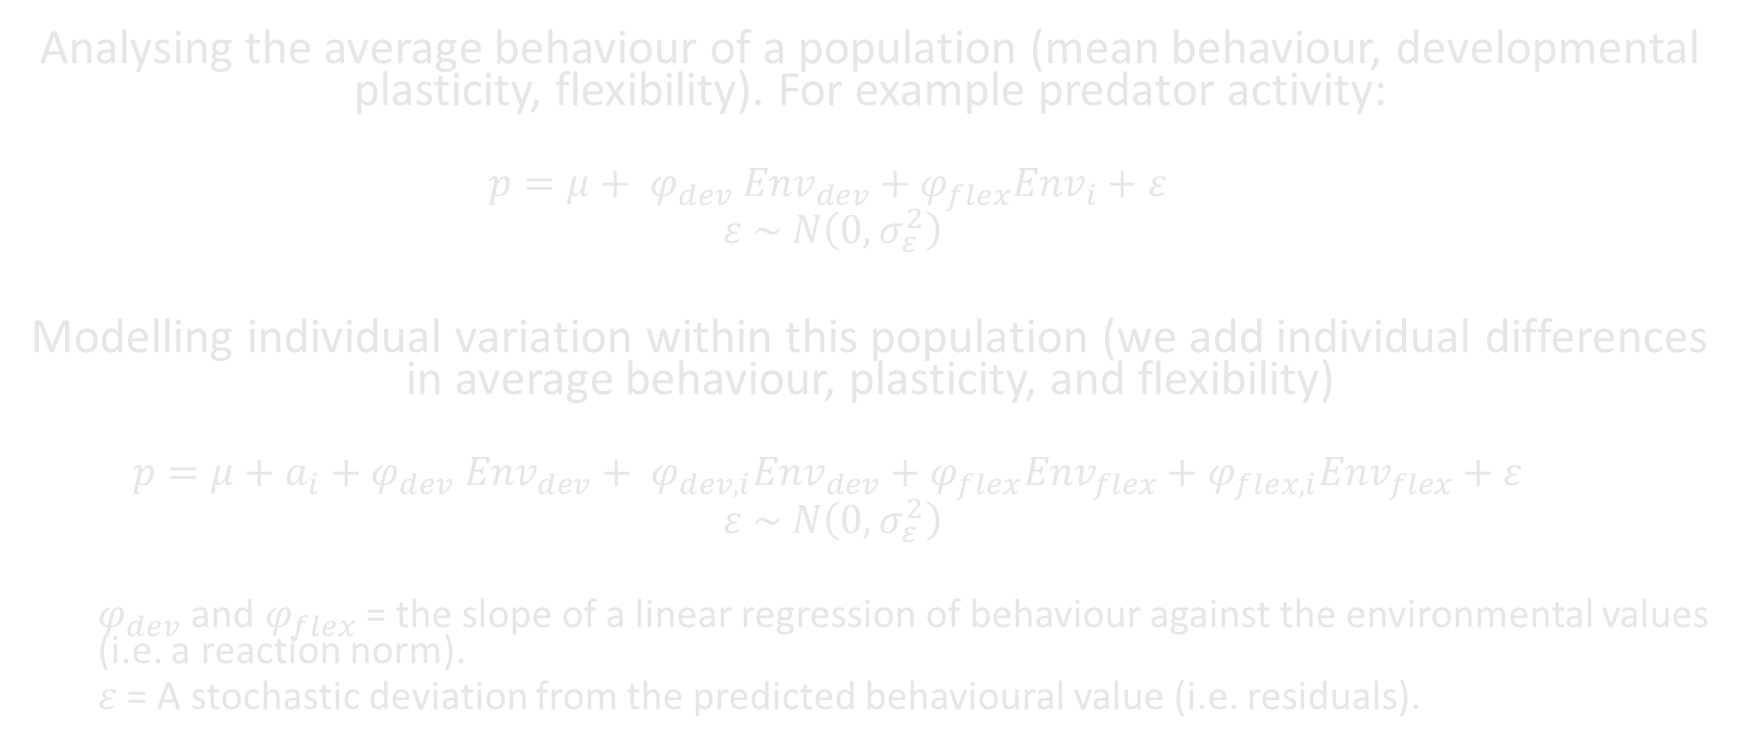 Analysing the average behaviour of a population (mean behaviour, developmental
plasticity, flexibility). For example predator activity:
p = μ + φ_dev Env_dev + φ_flex Env_i + ε
ε ~ N(0, σ_ε^2)
Modelling individual variation within this population (we add individual differences
in average behaviour, plasticity, and flexibility)
p = μ + a_i + φ_dev Env_dev + φ_dev,i Env_dev + φ_flex Env_flex + φ_flex,i Env_flex + ε
ε ~ N(0, σ_ε^2)
φ_dev and φ_flex = the slope of a linear regression of behaviour against the environmental values
(i.e. a reaction norm).
ε = A stochastic deviation from the predicted behavioural value (i.e. residuals).